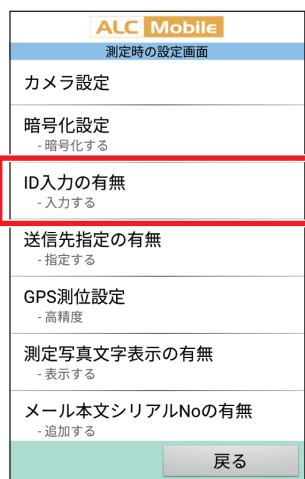 ALC Mobile
測定時の設定画面
カメラ設定
暗号化設定
- 暗号化する
ID入力の有無
- 入力する
送信先指定の有無
- 指定する
GPS測位設定
- 高精度
測定写真文字表示の有無
- 表示する
メール本文シリアルNoの有無
- 追加する
戻る